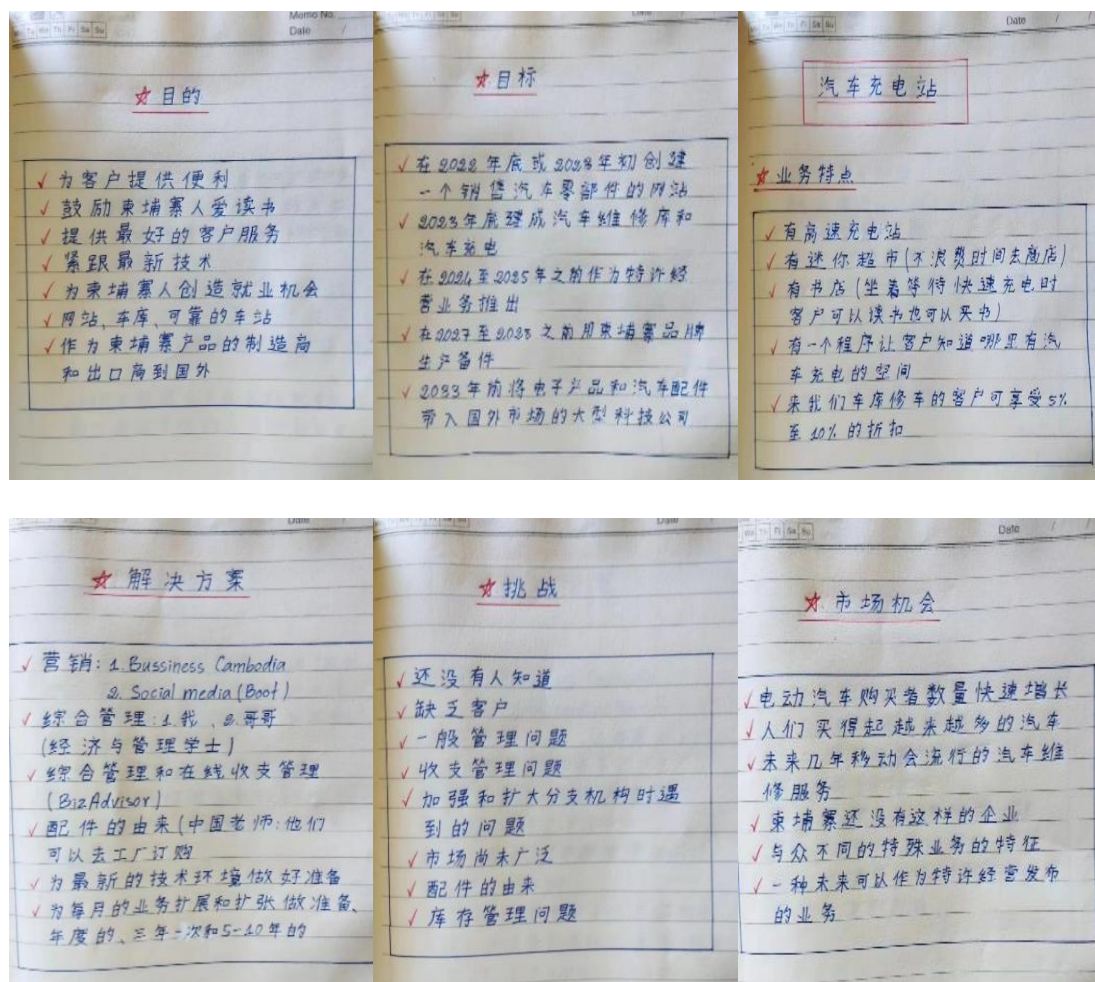 Memo No.
Tu We Th Fr Sa Su
Date /
☆ 目的
✓ 为客户提供便利
✓ 鼓励柬埔寨人爱读书
✓ 提供最好的客户服务
✓ 紧跟最新技术
✓ 为柬埔寨人创造就业机会
✓ 网站、车库、可靠的车站
✓ 作为柬埔寨产品的制造商
和出口商到国外
☆ 目标
✓ 在2022年底或2023年初创建
一个销售汽车零部件的网站
✓ 2023年底建成汽车维修库和
汽车充电
✓ 在2024至2025年之前作为特许经
营业务推出
✓ 在2027至2028之前用柬埔寨品牌
生产备件
✓ 2033年前将电子产品和汽车配件
带入国外市场的大型科技公司
Date
汽车充电站
☆ 业务特点
✓ 有高速充电站
✓ 有迷你超市(不浪费时间去商店)
✓ 有书店(坐着等待快速充电时
客户可以读书也可以买书)
✓ 有一个程序让客户知道哪里有汽
车充电的空间
✓ 来我们车库修车的客户可享受5%
至10%的折扣
☆ 解决方案
✓ 营销: 1. Bussiness Cambodia
2. Social media (Boot)
✓ 综合管理: 1.我、2.哥哥
(经济与管理学士)
✓ 综合管理和在线收支管理
(BizAdvisor)
✓ 配件的由来(中国老师:他们
可以去工厂订购
✓ 为最新的技术环境做好准备
✓ 为每月的业务扩展和扩张做准备、
年度的、三年一次和5-10年的
☆ 挑战
✓ 还没有人知道
✓ 缺乏客户
✓ 一般管理问题
✓ 收支管理问题
✓ 加强和扩大分支机构时遇
到的问题
✓ 市场尚未广泛
✓ 配件的由来
✓ 库存管理问题
We Th Fr Sa Su
Date
☆ 市场机会
✓ 电动汽车购买者数量快速增长
✓ 人们买得起越来越多的汽车
✓ 未来几年移动会流行的汽车维
修服务
✓ 柬埔寨还没有这样的企业
✓ 与众不同的特殊业务的特征
✓ 一种未来可以作为特许经营发布
的业务